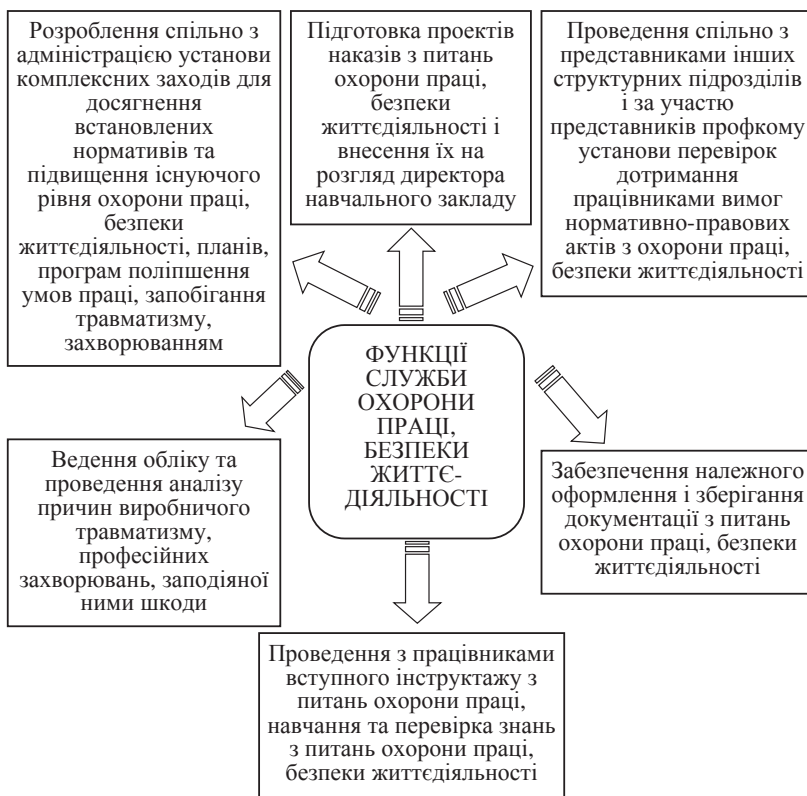 Розроблення спільно з
адміністрацією установи
комплексних заходів для
досягнення
встановлених
нормативів та
підвищення існуючого
рівня охорони праці,
безпеки
життєдіяльності, планів,
програм поліпшення
умов праці, запобігання
травматизму,
захворюванням
Підготовка проектів
наказів з питань
охорони праці,
безпеки
життєдіяльності і
внесення їх на
розгляд директора
навчального закладу
Проведення спільно з
представниками інших
структурних підрозділів
і за участю
представників профкому
установи перевірок
дотримання
працівниками вимог
нормативно-правових
актів з охорони праці,
безпеки життєдіяльності
ФУНКЦІЇ
СЛУЖБИ
ОХОРОНИ
ПРАЦІ,
БЕЗПЕКИ
ЖИТТЄ-
ДІЯЛЬНОСТІ
Ведення обліку та
проведення аналізу
причин виробничого
травматизму,
професійних
захворювань, заподіяної
ними шкоди
Забезпечення належного
оформлення і зберігання
документації з питань
охорони праці, безпеки
життєдіяльності
Проведення з працівниками
вступного інструктажу з
питань охорони праці,
навчання та перевірка знань
з питань охорони праці,
безпеки життєдіяльності